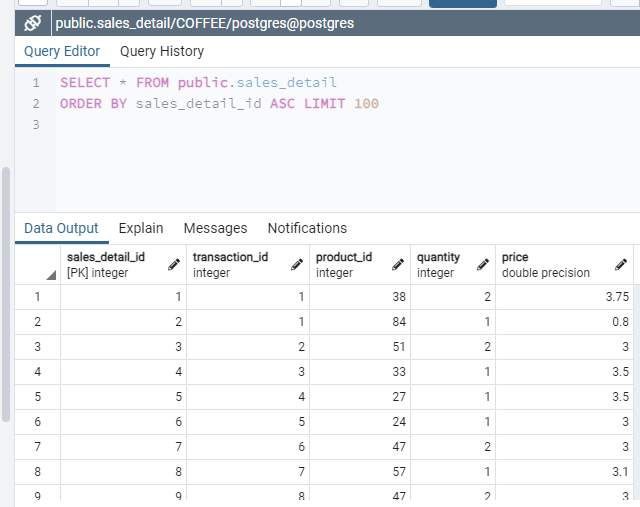 public.sales_detail/COFFEE/postgres@postgres
Query Editor Query History
1 SELECT * FROM public.sales_detail
2 ORDER BY sales_detail_id ASC LIMIT 100
3
Data Output Explain Messages Notifications
sales_detail_id transaction_id product_id quantity price
[PK] integer integer integer integer double precision
1 1 1 38 2 3.75
2 2 1 84 1 0.8
3 3 2 51 2 3
4 4 3 33 1 3.5
5 5 4 27 1 3.5
6 6 5 24 1 3
7 7 6 47 2 3
8 8 7 57 1 3.1
9 9 8 47 2 3